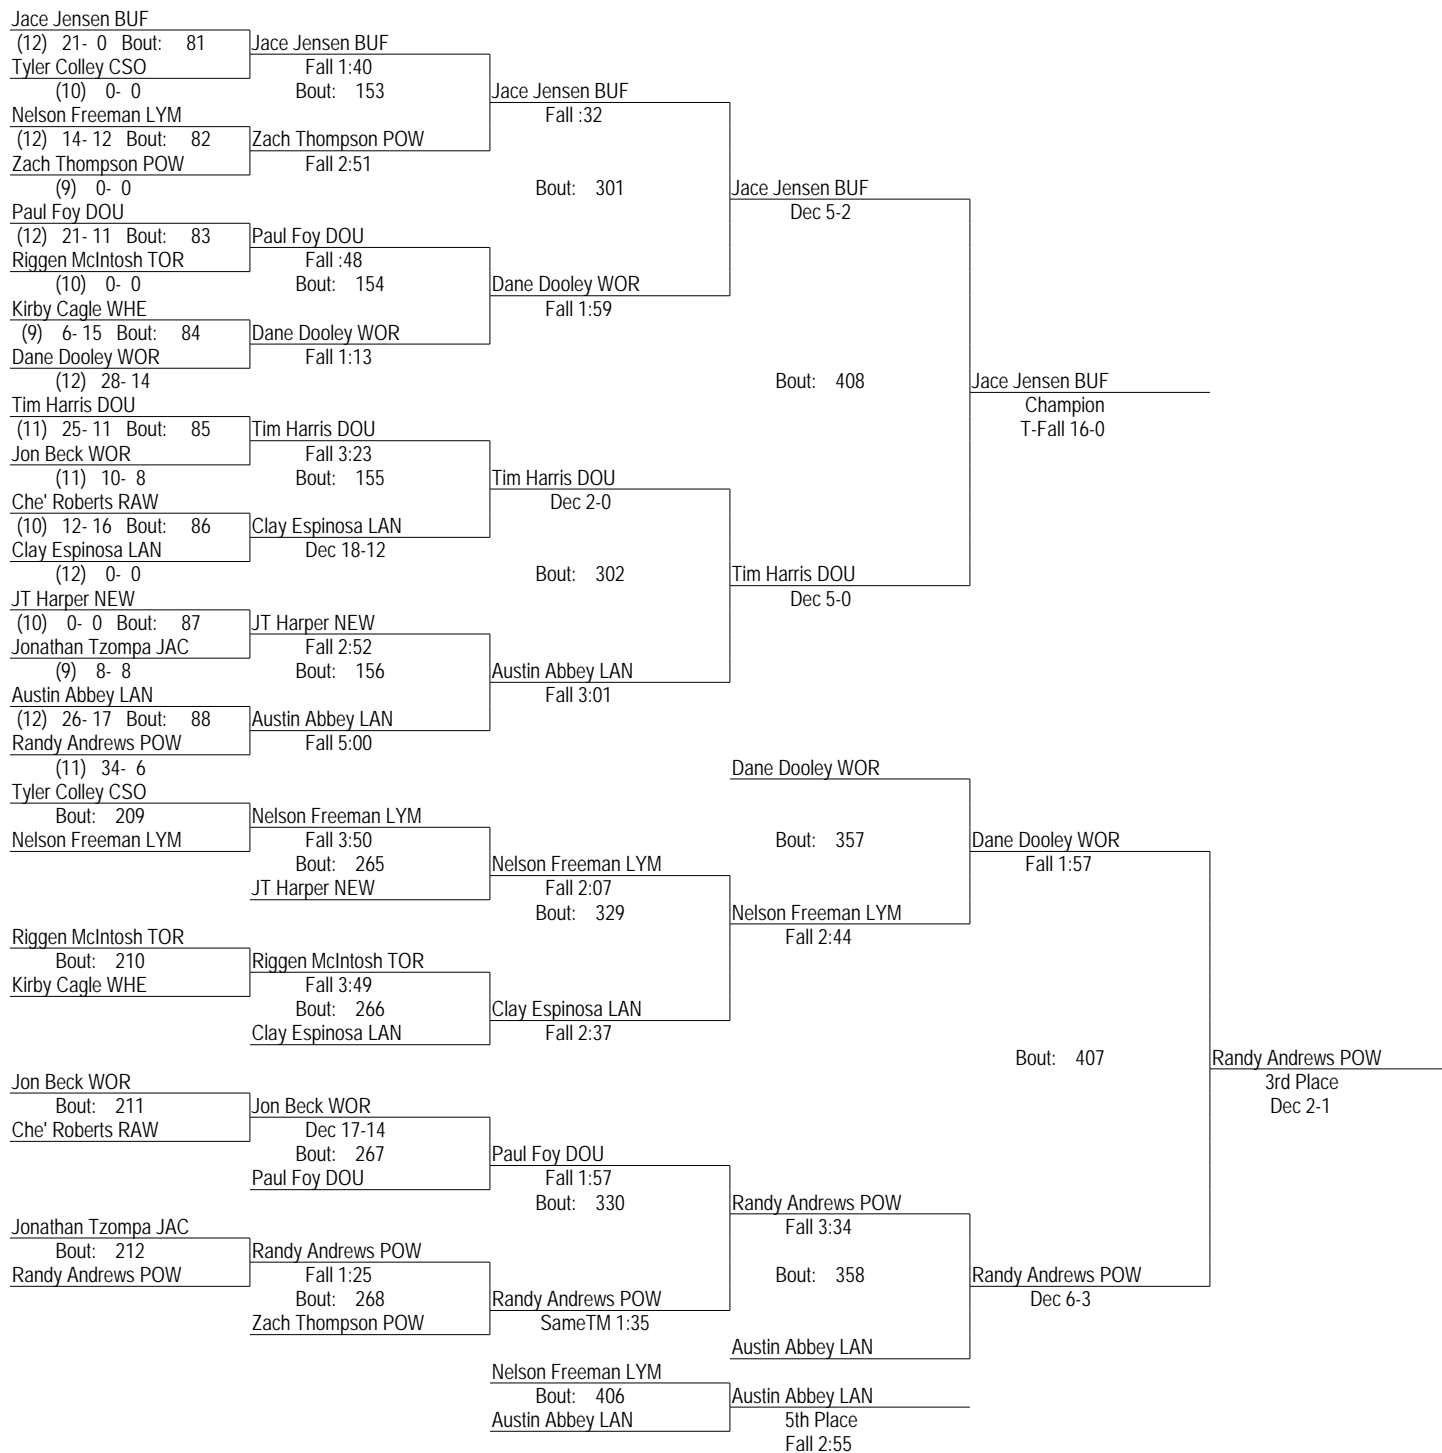 Jace Jensen BUF
(12) 21- 0 Bout: 81 Jace Jensen BUF
Tyler Colley CSO Fall 1:40
(10) 0- 0 Bout: 153 Jace Jensen BUF
Nelson Freeman LYM Fall :32
(12) 14- 12 Bout: 82 Zach Thompson POW
Zach Thompson POW Fall 2:51
(9) 0- 0 Bout: 301 Jace Jensen BUF
Paul Foy DOU Dec 5-2
(12) 21- 11 Bout: 83 Paul Foy DOU
Riggen McIntosh TOR Fall :48
(10) 0- 0 Bout: 154 Dane Dooley WOR
Kirby Cagle WHE Fall 1:59
(9) 6- 15 Bout: 84 Dane Dooley WOR
Dane Dooley WOR Fall 1:13
(12) 28- 14 Bout: 408 Jace Jensen BUF
Tim Harris DOU Champion
(11) 25- 11 Bout: 85 Tim Harris DOU T-Fall 16-0
Jon Beck WOR Fall 3:23
(11) 10- 8 Bout: 155 Tim Harris DOU
Che' Roberts RAW Dec 2-0
(10) 12- 16 Bout: 86 Clay Espinosa LAN
Clay Espinosa LAN Dec 18-12
(12) 0- 0 Bout: 302 Tim Harris DOU
JT Harper NEW Dec 5-0
(10) 0- 0 Bout: 87 JT Harper NEW
Jonathan Tzompa JAC Fall 2:52
(9) 8- 8 Bout: 156 Austin Abbey LAN
Austin Abbey LAN Fall 3:01
(12) 26- 17 Bout: 88 Austin Abbey LAN
Randy Andrews POW Fall 5:00
(11) 34- 6 Dane Dooley WOR
Tyler Colley CSO
Bout: 209 Nelson Freeman LYM
Nelson Freeman LYM Fall 3:50 Bout: 357 Dane Dooley WOR
Bout: 265 Nelson Freeman LYM Fall 1:57
JT Harper NEW Fall 2:07
Bout: 329 Nelson Freeman LYM
Riggen McIntosh TOR Fall 2:44
Bout: 210 Riggen McIntosh TOR
Kirby Cagle WHE Fall 3:49
Bout: 266 Clay Espinosa LAN
Clay Espinosa LAN Fall 2:37
Bout: 407 Randy Andrews POW
Jon Beck WOR 3rd Place
Bout: 211 Jon Beck WOR Dec 2-1
Che' Roberts RAW Dec 17-14
Bout: 267 Paul Foy DOU
Paul Foy DOU Fall 1:57
Bout: 330 Randy Andrews POW
Jonathan Tzompa JAC Fall 3:34
Bout: 212 Randy Andrews POW
Randy Andrews POW Fall 1:25 Bout: 358 Randy Andrews POW
Bout: 268 Randy Andrews POW Dec 6-3
Zach Thompson POW SameTM 1:35
Austin Abbey LAN
Nelson Freeman LYM
Bout: 406 Austin Abbey LAN
Austin Abbey LAN 5th Place
Fall 2:55